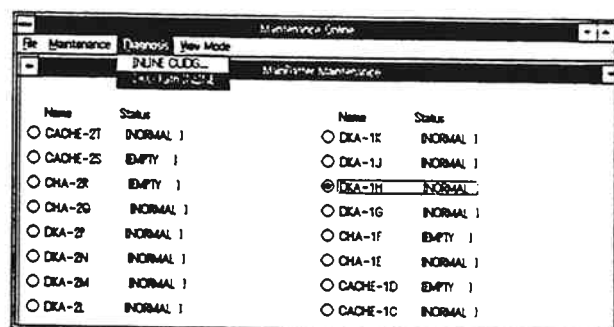 Maintenance Online
File Maintenance Diagnosis View Mode
INLINE CUDG...
Maintenance
Name Status Name Status
CACHE-2T [NORMAL ] DKA-1K [NORMAL ]
CACHE-2S [EMPTY ] DKA-1J [NORMAL ]
CHA-2R [EMPTY ] DKA-1H [NORMAL ]
CHA-2Q [NORMAL ] DKA-1G [NORMAL ]
DKA-2P [NORMAL ] CHA-1F [EMPTY ]
DKA-2N [NORMAL ] CHA-1E [NORMAL ]
DKA-2M [NORMAL ] CACHE-1D [EMPTY ]
DKA-2L [NORMAL ] CACHE-1C [NORMAL ]